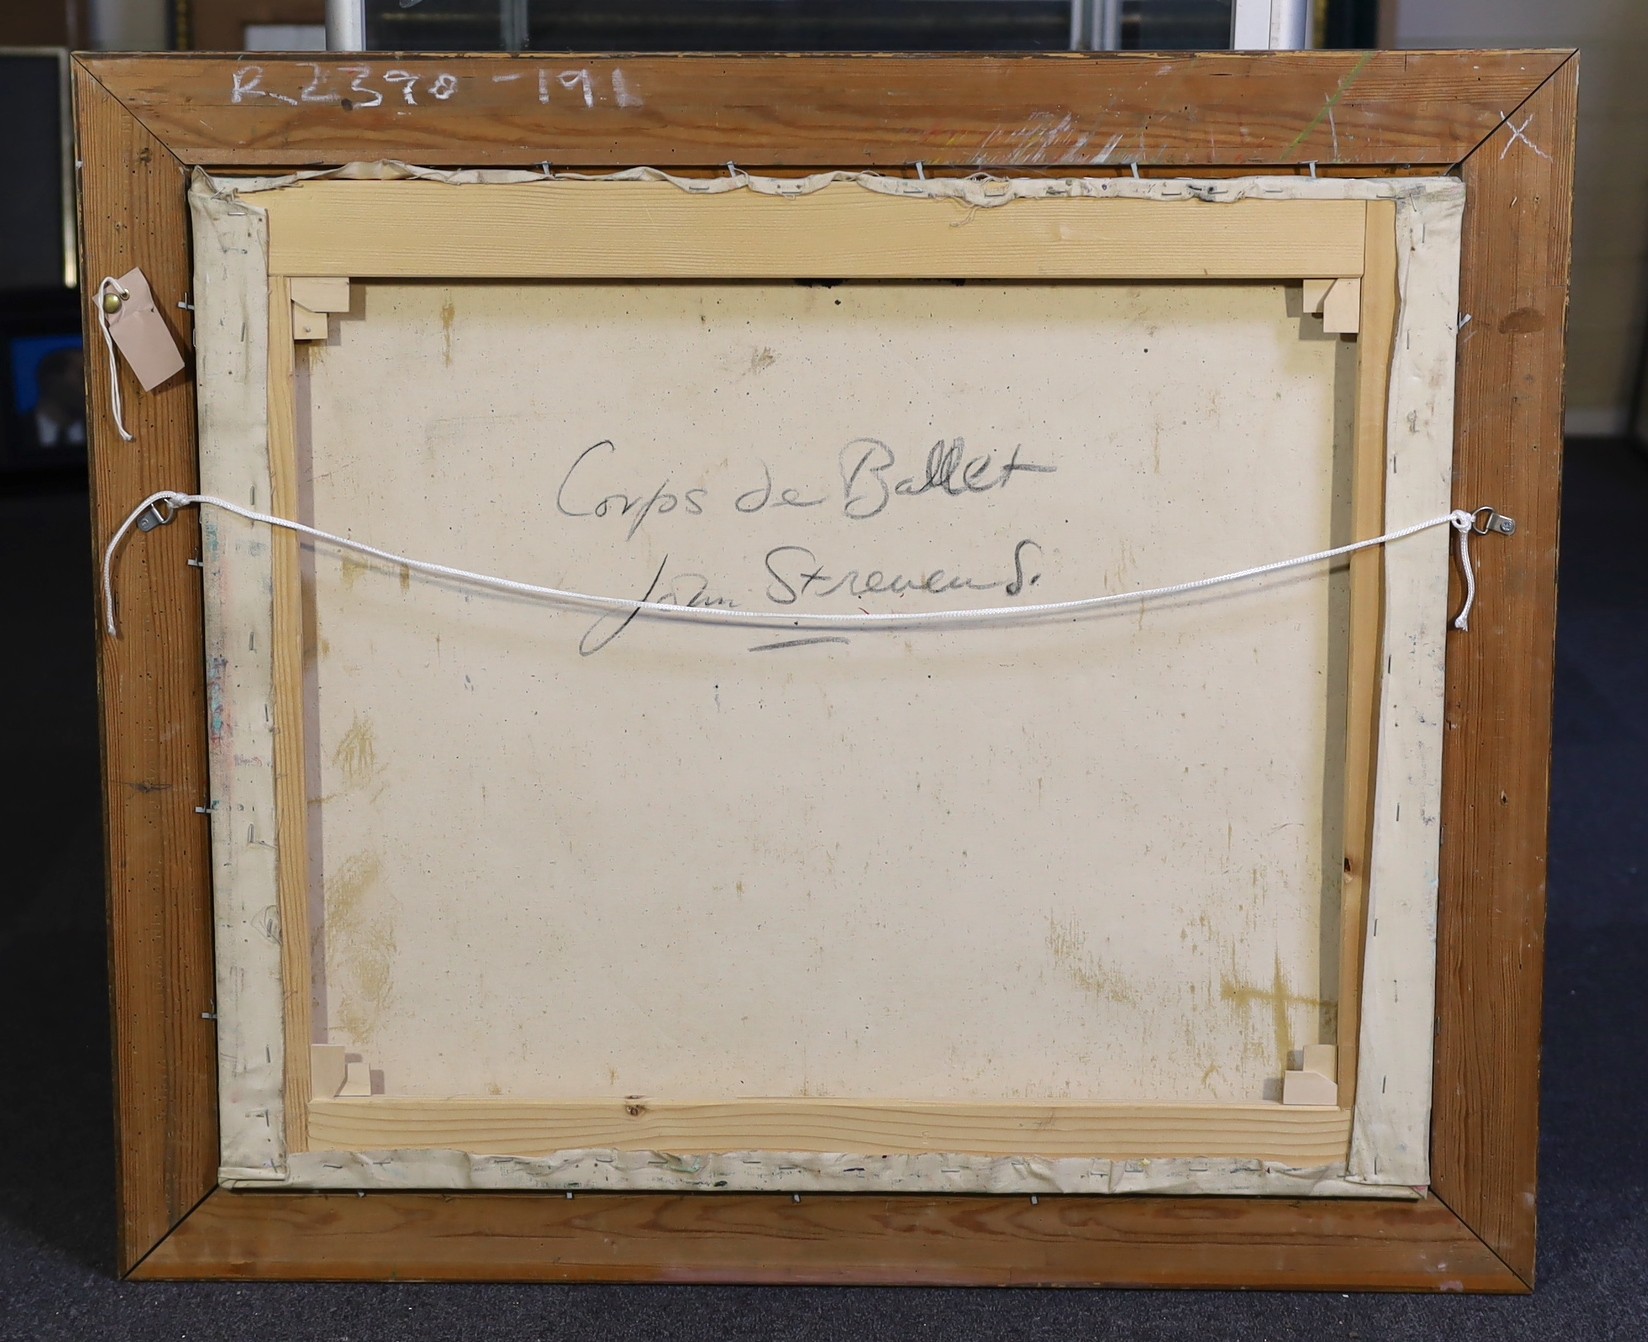 R2390-191
X
Corps de Ballet
John Strevens.